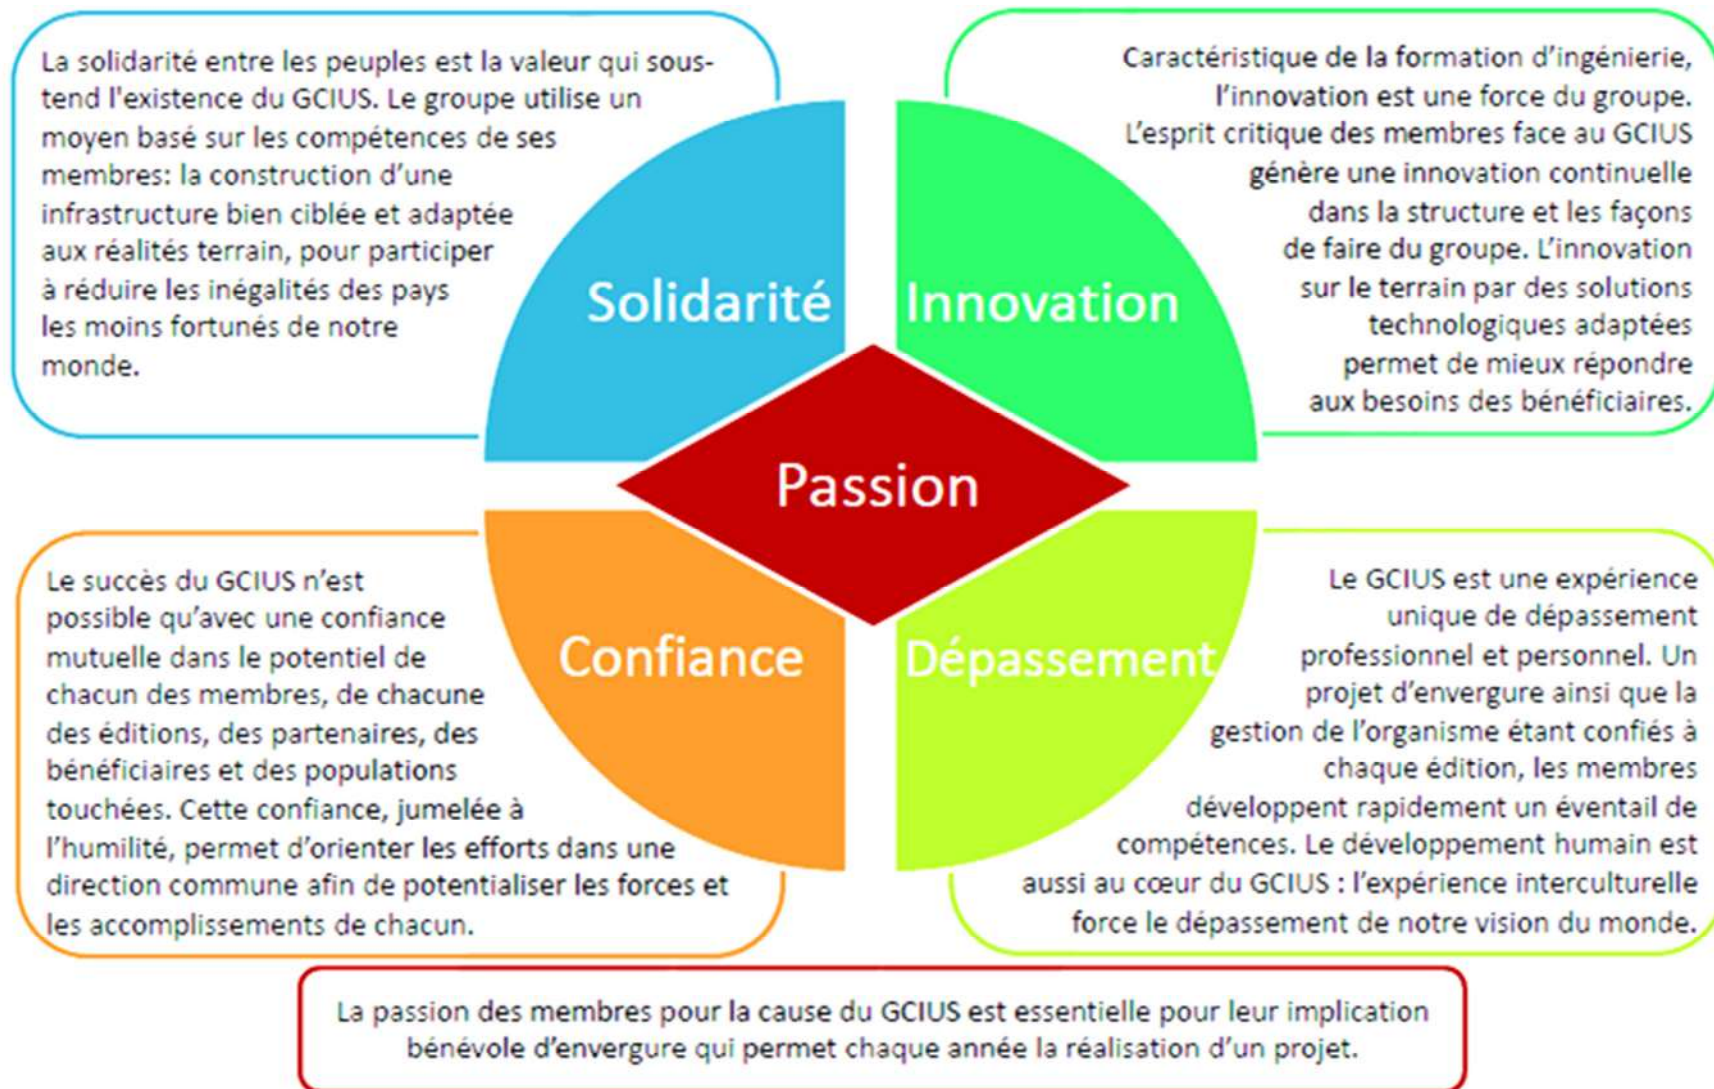 La solidarité entre les peuples est la valeur qui sous-
tend l'existence du GCIUS. Le groupe utilise un
moyen basé sur les compétences de ses
membres: la construction d'une
infrastructure bien ciblée et adaptée
aux réalités terrain, pour participer
à réduire les inégalités des pays
les moins fortunés de notre
monde.
Caractéristique de la formation d'ingénierie,
l'innovation est une force du groupe.
L'esprit critique des membres face au GCIUS
génère une innovation continuelle
dans la structure et les façons
de faire du groupe. L'innovation
sur le terrain par des solutions
technologiques adaptées
permet de mieux répondre
aux besoins des bénéficiaires.
Solidarité
Innovation
Passion
Confiance
Dépassement
Le succès du GCIUS n'est
possible qu'avec une confiance
mutuelle dans le potentiel de
chacun des membres, de chacune
des éditions, des partenaires, des
bénéficiaires et des populations
touchées. Cette confiance, jumelée à
l'humilité, permet d'orienter les efforts dans une
direction commune afin de potentialiser les forces et
les accomplissements de chacun.
Le GCIUS est une expérience
unique de dépassement
professionnel et personnel. Un
projet d'envergure ainsi que la
gestion de l'organisme étant confiés à
chaque édition, les membres
développent rapidement un éventail de
compétences. Le développement humain est
aussi au cœur du GCIUS : l'expérience interculturelle
force le dépassement de notre vision du monde.
La passion des membres pour la cause du GCIUS est essentielle pour leur implication
bénévole d'envergure qui permet chaque année la réalisation d'un projet.